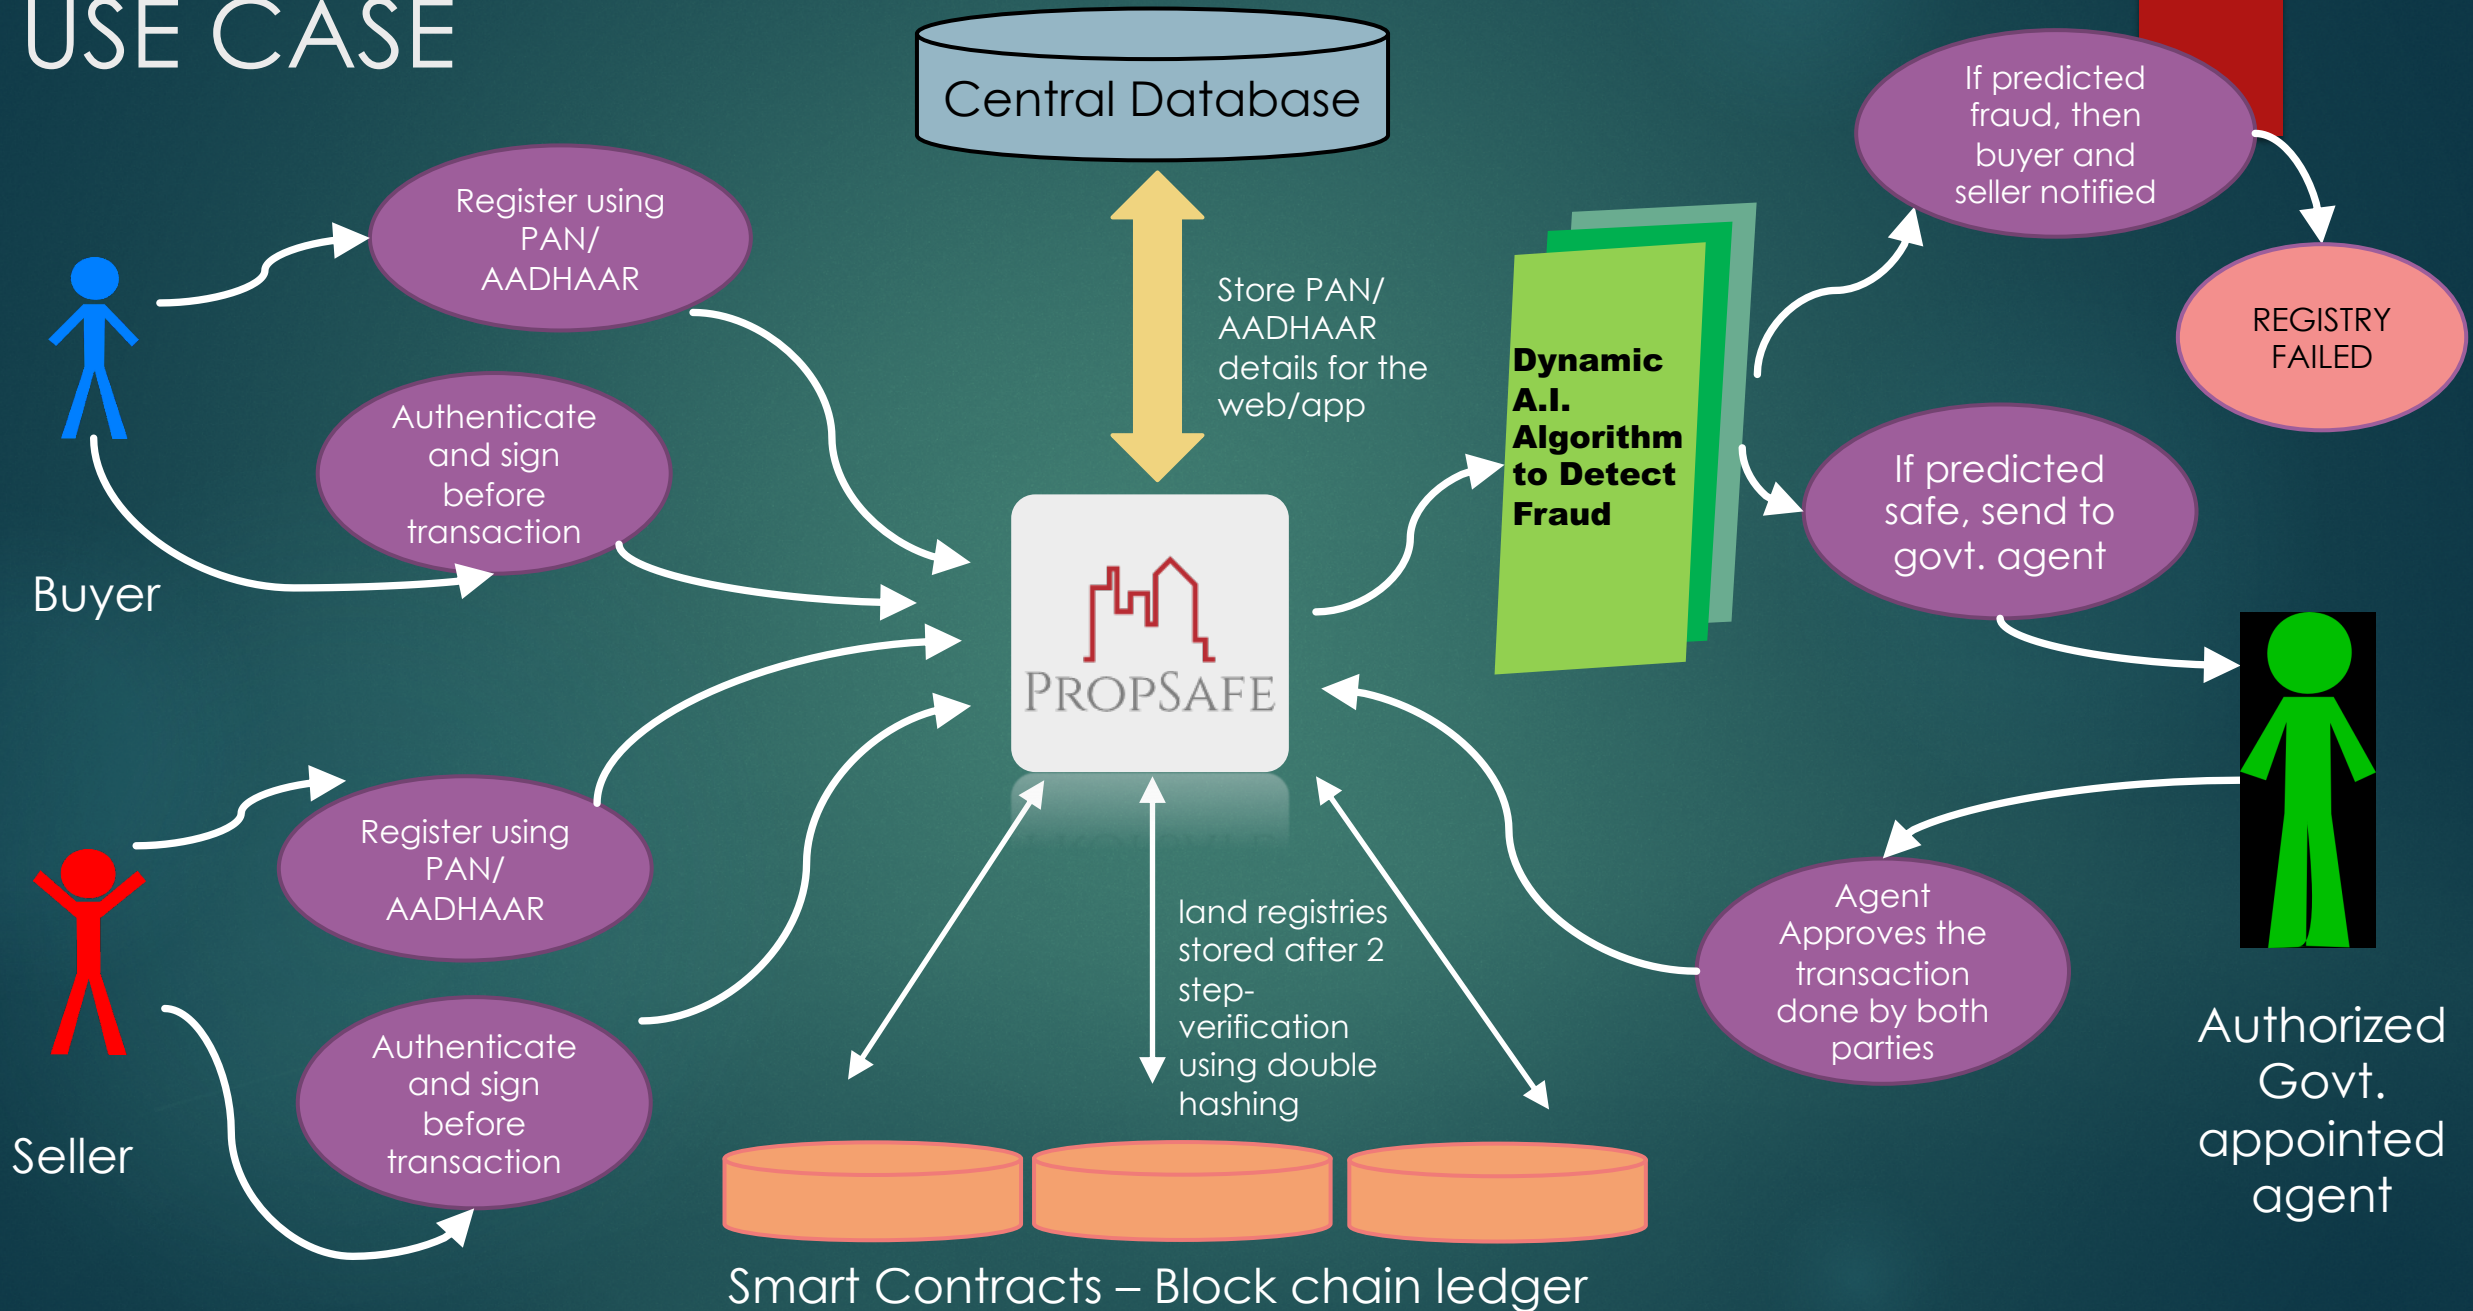 USE CASE
Central Database
If predicted
fraud, then
buyer and
seller notified
Register using
PAN/
AADHAAR
Store PAN/
AADHAAR
details for the
web/app
REGISTRY
FAILED
Dynamic
A.I.
Algorithm
to Detect
Fraud
Authenticate
and sign
before
transaction
If predicted
safe, send to
govt. agent
Buyer
PROPSAFE
Register using
PAN/
AADHAAR
land registries
stored after 2
step-
verification
using double
hashing
Agent
Approves the
transaction
done by both
parties
Authenticate
and sign
before
transaction
Seller
Authorized
Govt.
appointed
agent
Smart Contracts – Block chain ledger